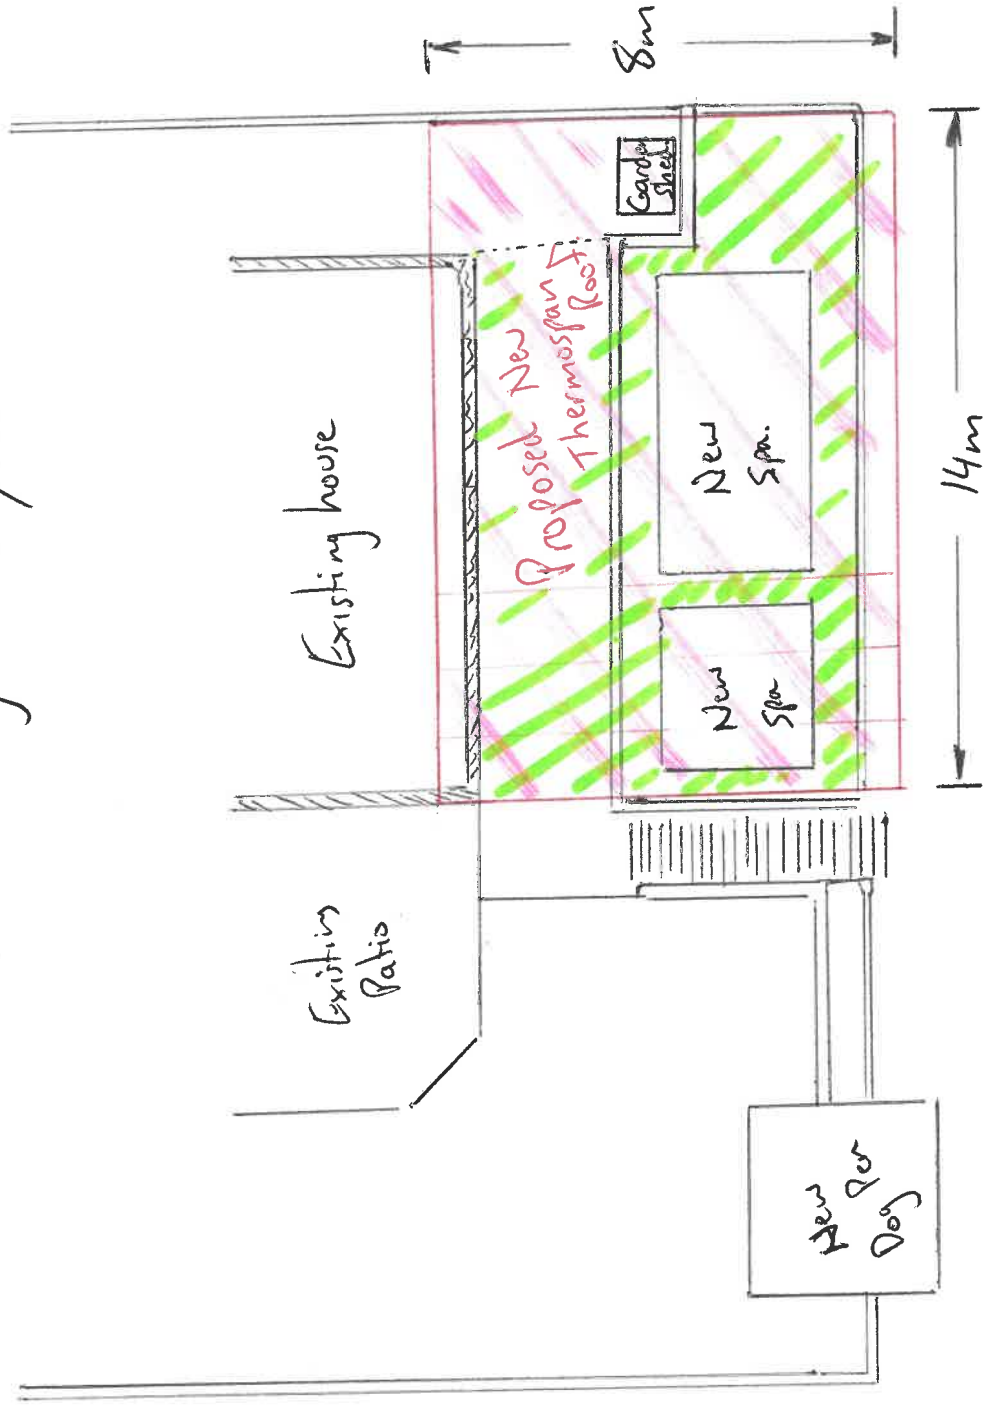 Existing house
Existing
Patio
Proposed New
Thermospan
Roof.
Garden
Shed
New
Spa.
New
Spa
New
Dog
8m
14m